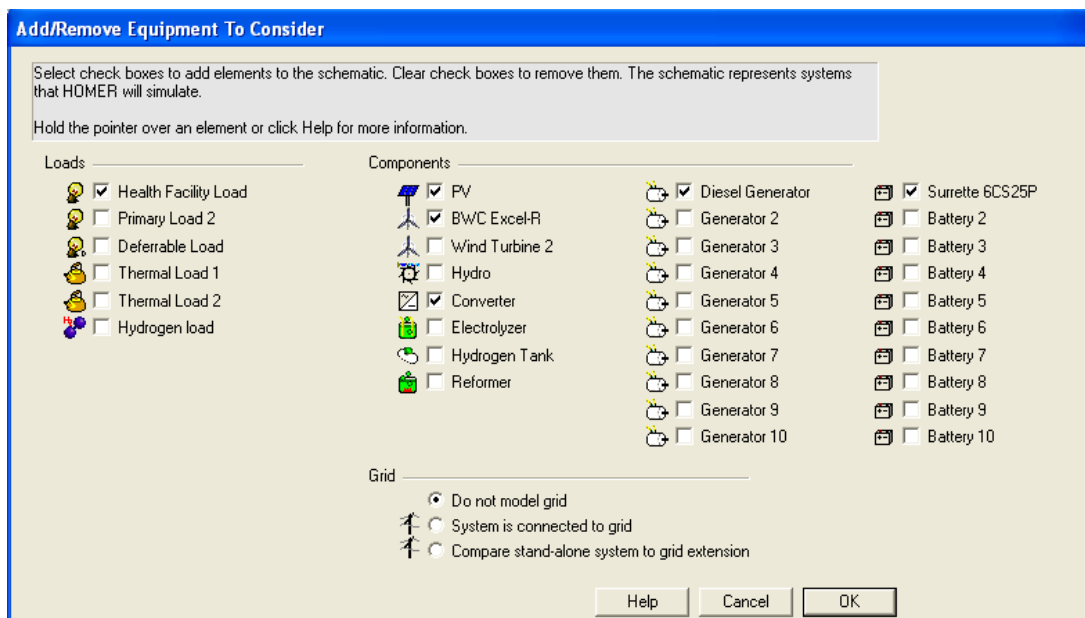 Add/Remove Equipment To Consider
Select check boxes to add elements to the schematic. Clear check boxes to remove them. The schematic represents systems
that HOMER will simulate.
Hold the pointer over an element or click Help for more information.
Loads
Health Facility Load
Primary Load 2
Deferrable Load
Thermal Load 1
Thermal Load 2
Hydrogen load
Components
PV
BWC Excel-R
Wind Turbine 2
Hydro
Converter
Electrolyzer
Hydrogen Tank
Reformer
Diesel Generator
Generator 2
Generator 3
Generator 4
Generator 5
Generator 6
Generator 7
Generator 8
Generator 9
Generator 10
Surrette 6CS25P
Battery 2
Battery 3
Battery 4
Battery 5
Battery 6
Battery 7
Battery 8
Battery 9
Battery 10
Grid
Do not model grid
System is connected to grid
Compare stand-alone system to grid extension
Help
Cancel
OK